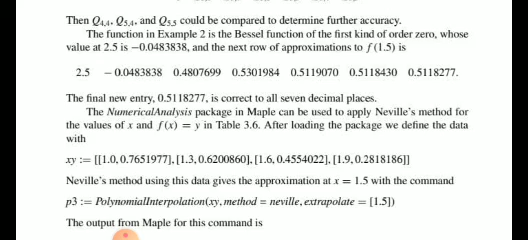 Then Q4,4, Q5,4, and Q5,5 could be compared to determine further accuracy.
The function in Example 2 is the Bessel function of the first kind of order zero, whose
value at 2.5 is −0.0483838, and the next row of approximations to f(1.5) is
2.5 − 0.0483838 0.4807699 0.5301984 0.5119070 0.5118430 0.5118277.
The final new entry, 0.5118277, is correct to all seven decimal places.
The NumericalAnalysis package in Maple can be used to apply Neville's method for
the values of x and f(x) = y in Table 3.6. After loading the package we define the data
with
xy := [[1.0, 0.7651977], [1.3, 0.6200860], [1.6, 0.4554022], [1.9, 0.2818186]]
Neville's method using this data gives the approximation at x = 1.5 with the command
p3 := PolynomialInterpolation(xy, method = neville, extrapolate = [1.5])
The output from Maple for this command is